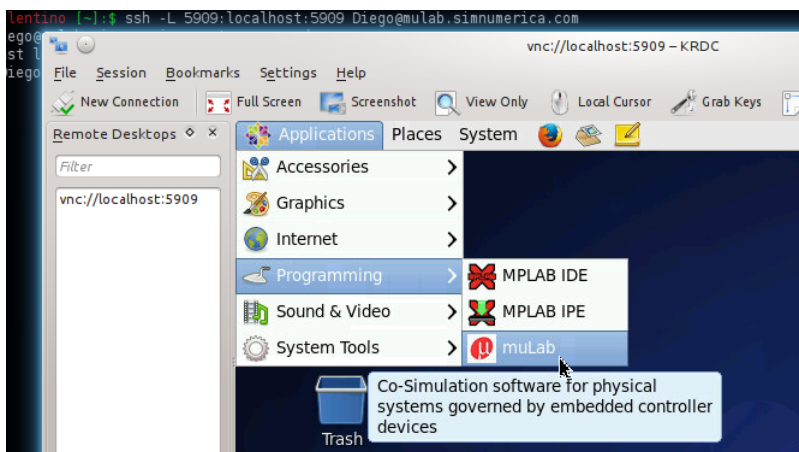 lentino [~]:$ ssh -L 5909:localhost:5909 Diego@mulab.simnumerica.com
ego@
st l
iego
vnc://localhost:5909 – KRDC
File Session Bookmarks Settings Help
New Connection Full Screen Screenshot View Only Local Cursor Grab Keys
Remote Desktops
Filter
vnc://localhost:5909
Applications Places System
Accessories
Graphics
Internet
Programming
Sound & Video
System Tools
MPLAB IDE
MPLAB IPE
muLab
Co-Simulation software for physical
systems governed by embedded controller
devices
Trash